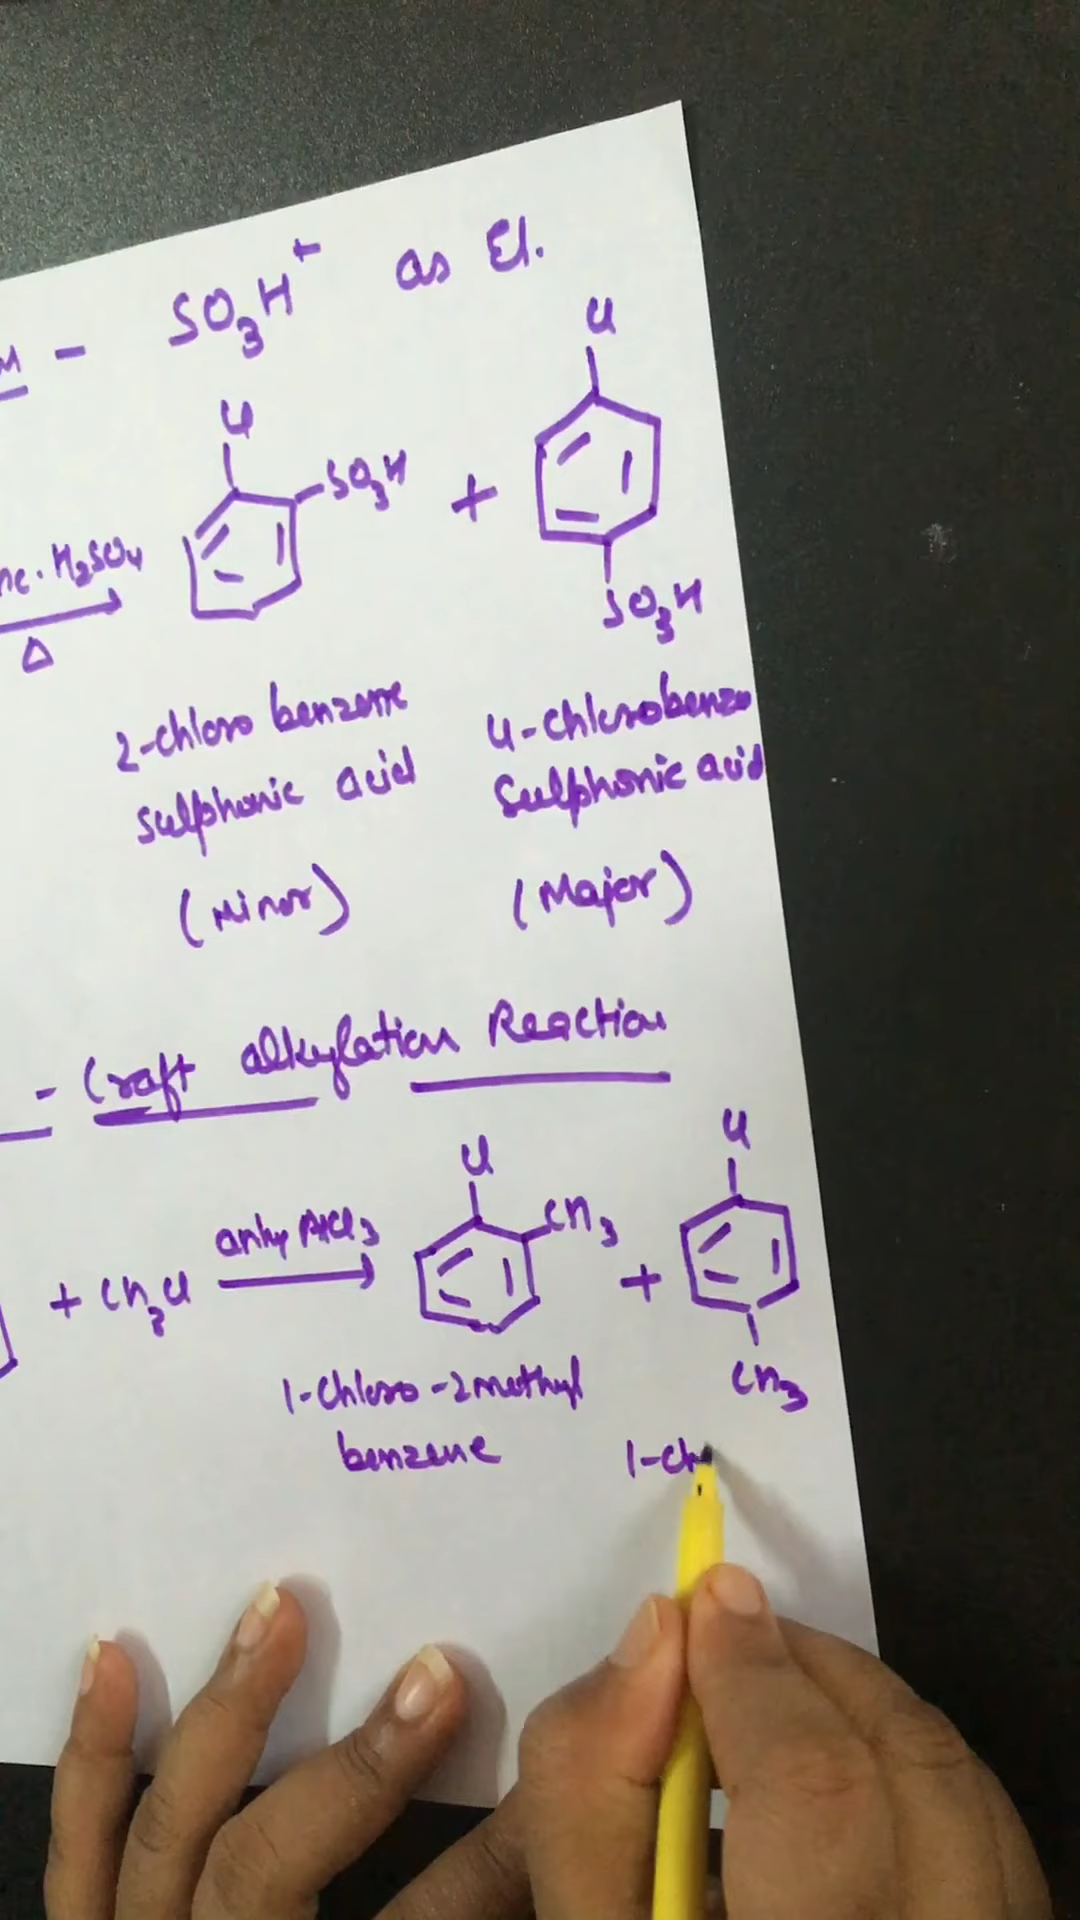 M - SO3H+ as El.
Cl Cl
SO3H + SO3H
nc. H2SO4
Δ
2-chloro benzene 4-chlorobenze
sulphonic acid Sulphonic acid
(Minor) (Major)
- Craft alkylation Reaction
Cl Cl
+ CH3Cl anhy AlCl3 CH3 + CH3
1-Chloro-2methyl
benzene 1-Ch